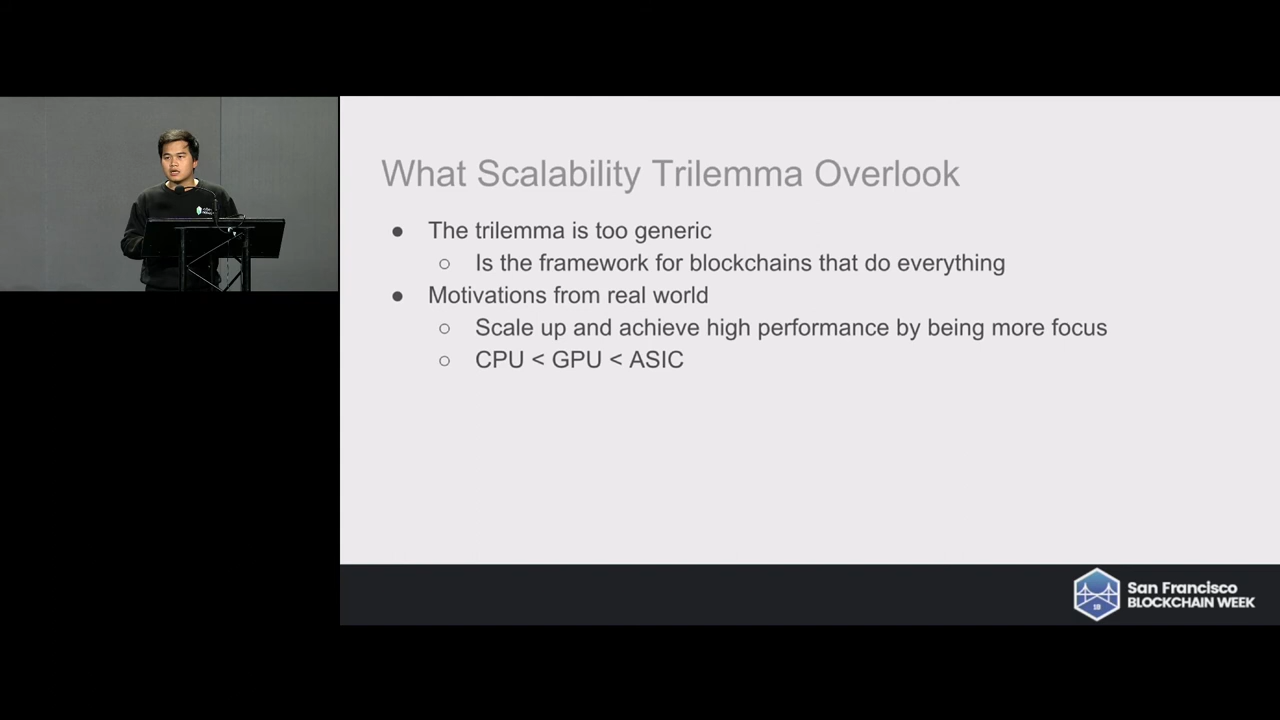 What Scalability Trilemma Overlook
● The trilemma is too generic
○ Is the framework for blockchains that do everything
● Motivations from real world
○ Scale up and achieve high performance by being more focus
○ CPU < GPU < ASIC
San Francisco
BLOCKCHAIN WEEK